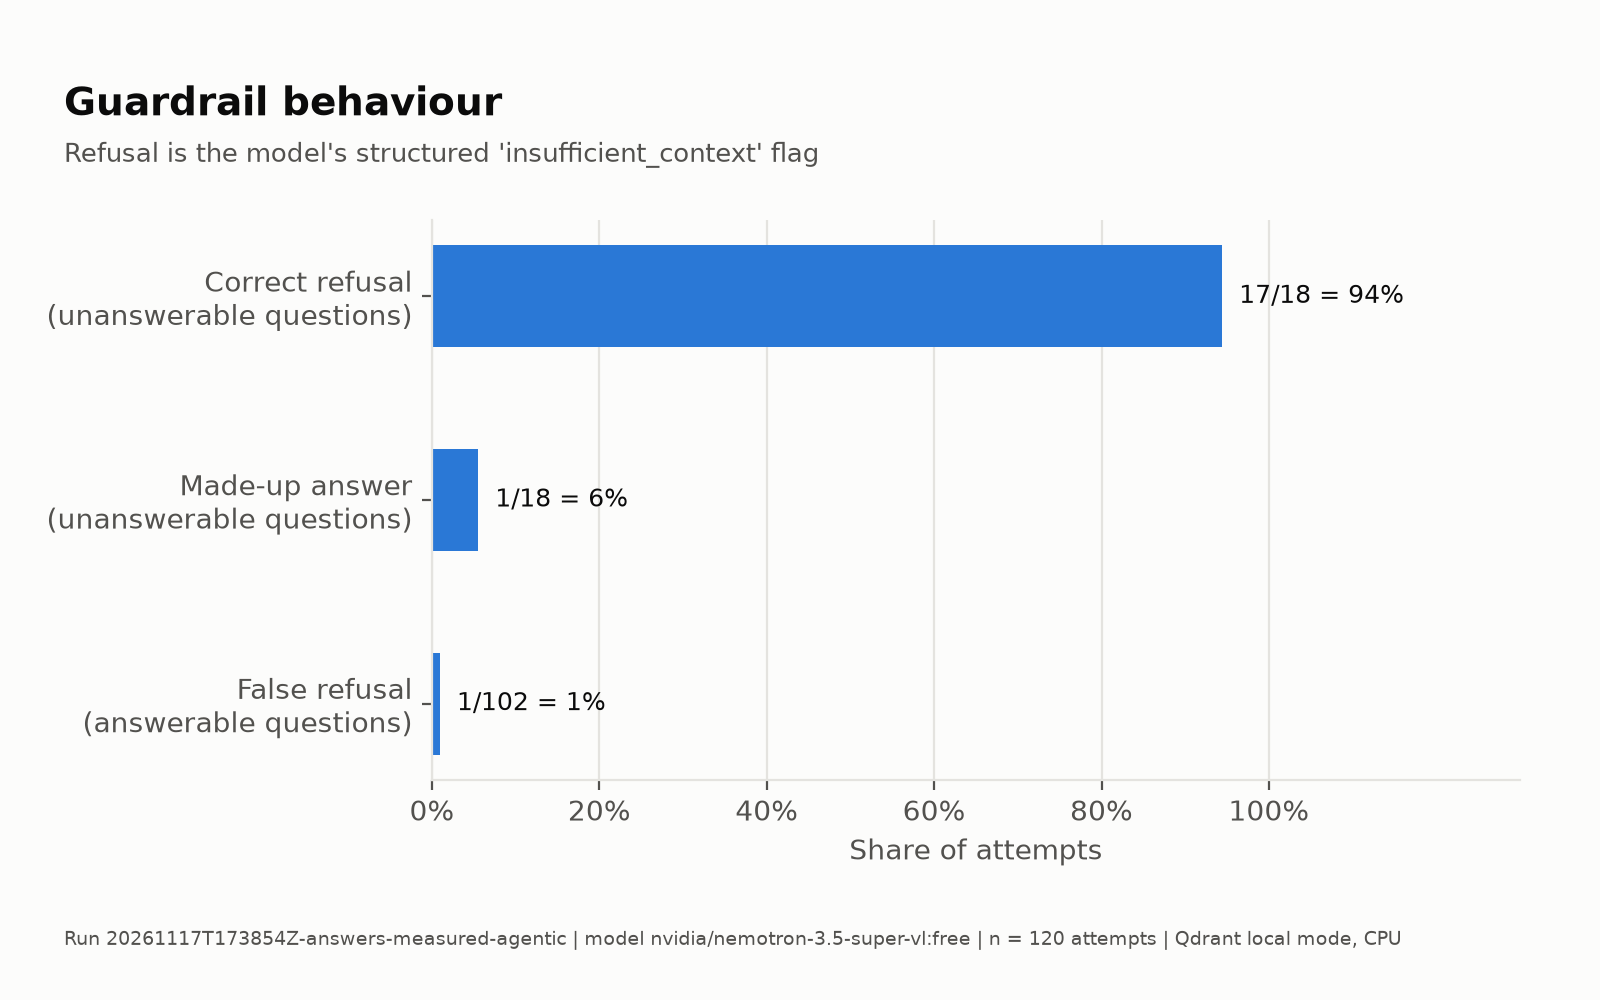 Guardrail behaviour
Refusal is the model's structured 'insufficient_context' flag
Correct refusal
(unanswerable questions)
17/18 = 94%
Made-up answer
(unanswerable questions)
1/18 = 6%
False refusal
(answerable questions)
1/102 = 1%
0% 20% 40% 60% 80% 100%
Share of attempts
Run 20261117T173854Z-answers-measured-agentic | model nvidia/nemotron-3.5-super-vl:free | n = 120 attempts | Qdrant local mode, CPU